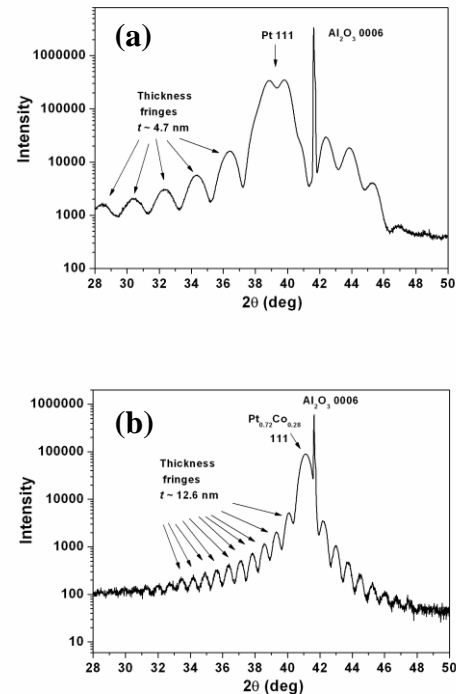 (a)
Pt 111
Al₂O₃ 0006
Thickness
fringes
t ~ 4.7 nm
Intensity
1000000
100000
10000
1000
100
28 30 32 34 36 38 40 42 44 46 48 50
2θ (deg)
(b)
Al₂O₃ 0006
Pt₀.₇₂Co₀.₂₈
111
Thickness
fringes
t ~ 12.6 nm
Intensity
1000000
100000
10000
1000
100
10
28 30 32 34 36 38 40 42 44 46 48 50
2θ (deg)